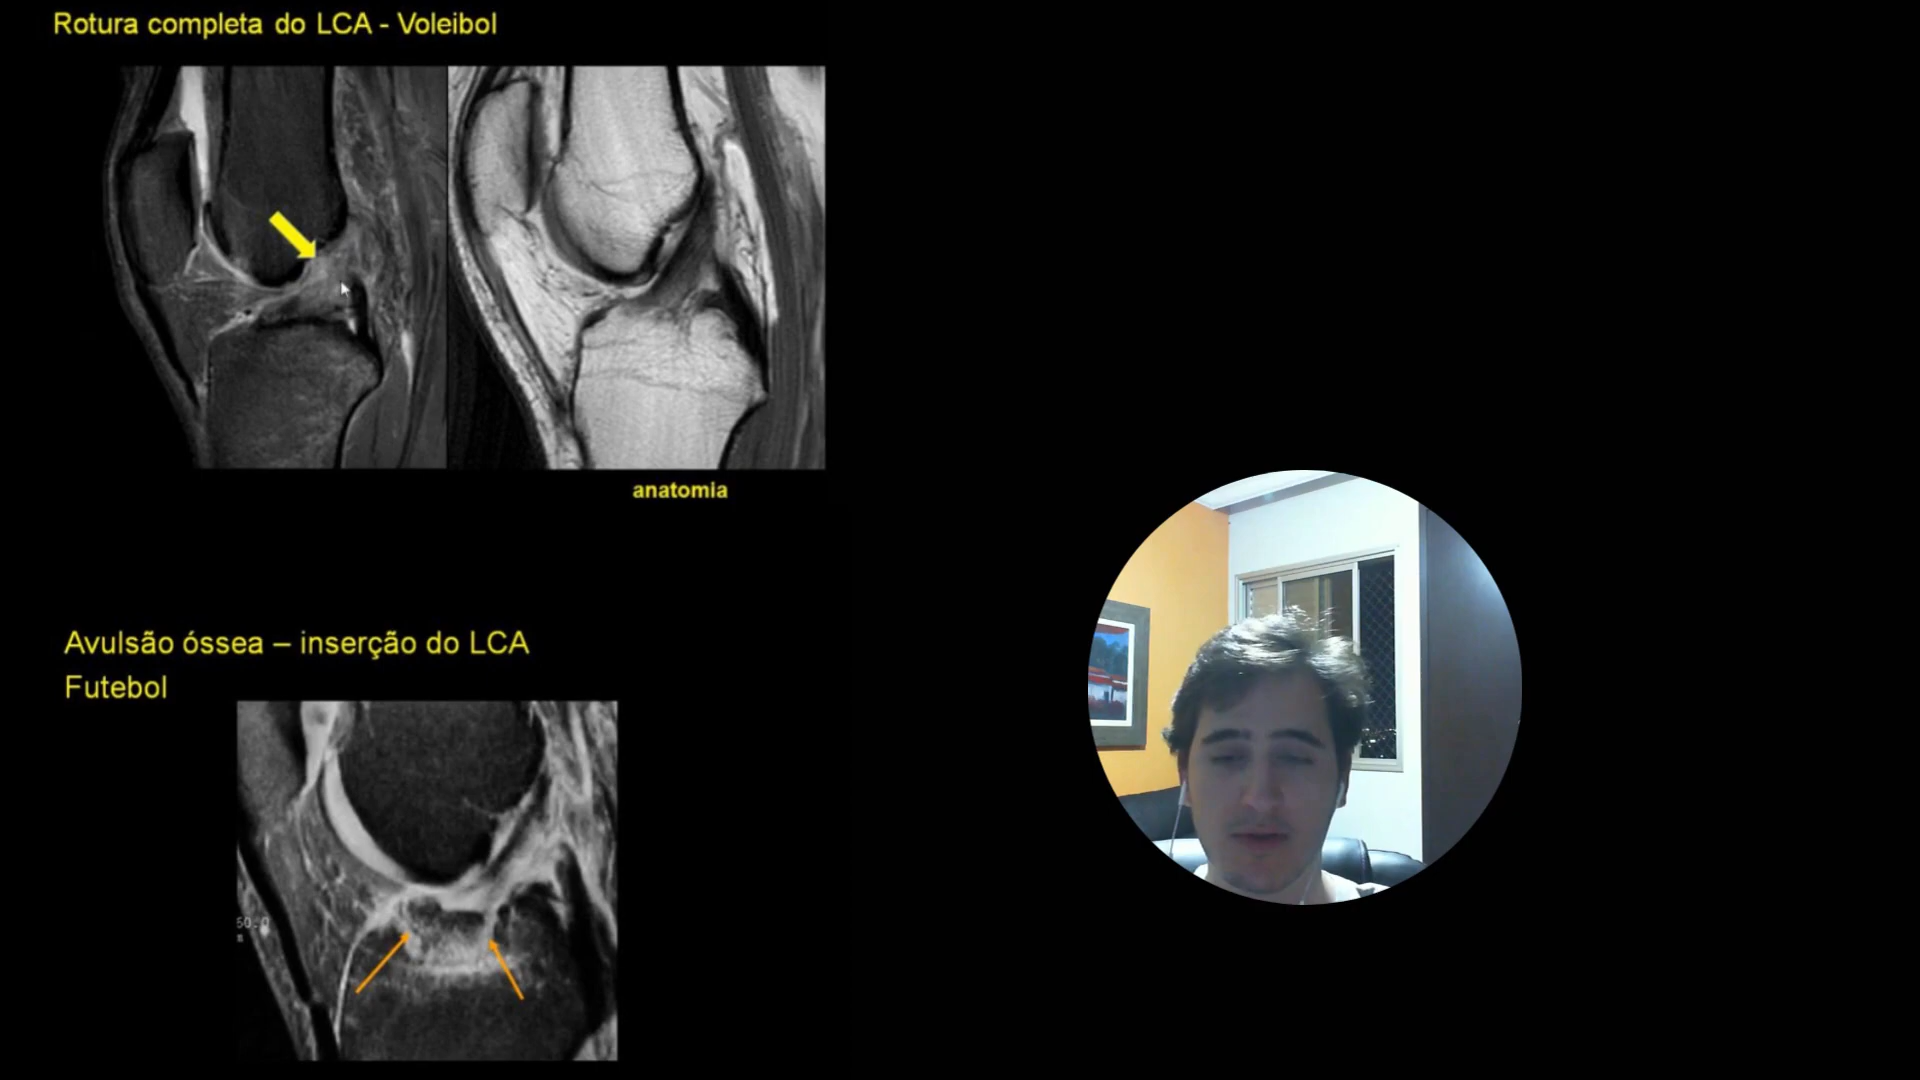 Rotura completa do LCA - Voleibol
anatomia
Avulsão óssea – inserção do LCA
Futebol